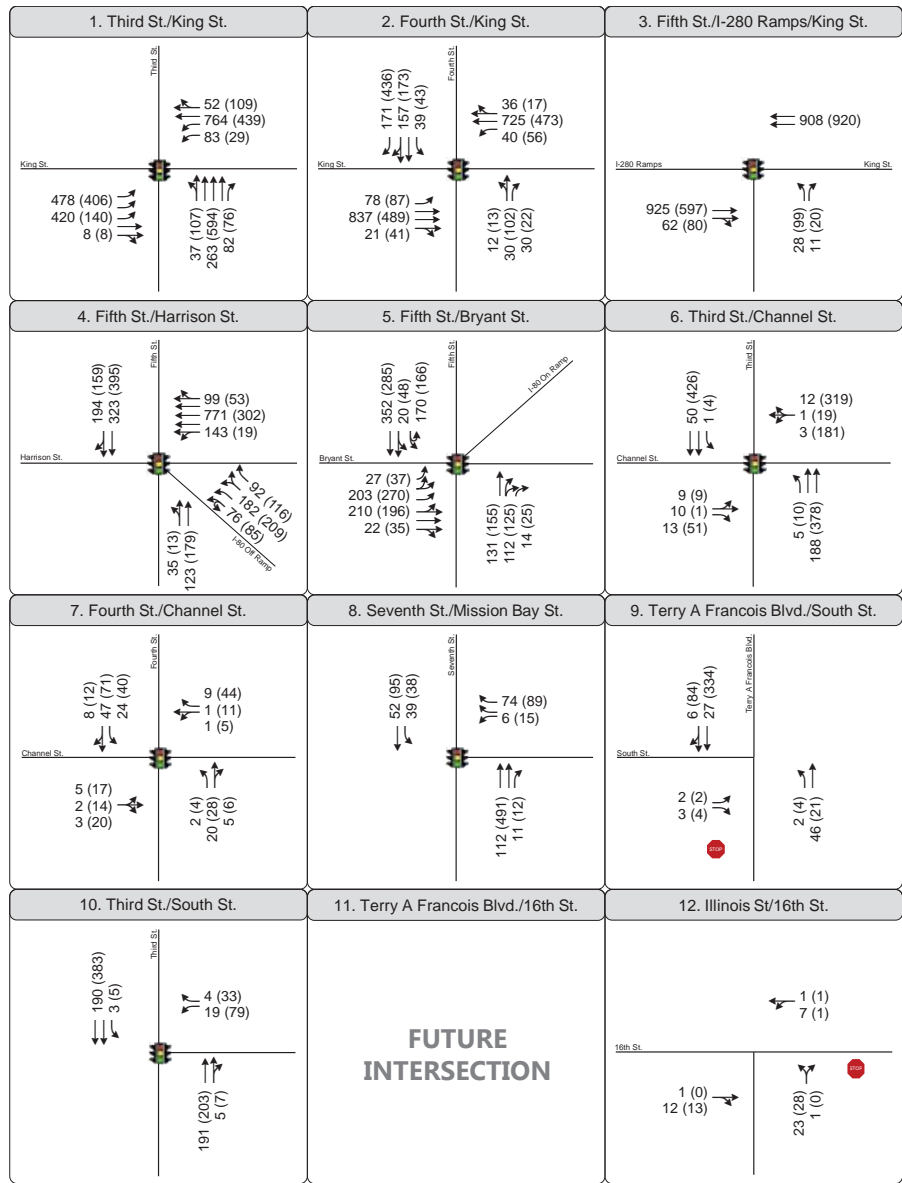 1. Third St./King St.
Third St.
52 (109)
764 (439)
83 (29)
King St.
478 (406)
420 (140)
8 (8)
37 (107)
263 (594)
82 (76)
2. Fourth St./King St.
Fourth St.
171 (436)
157 (173)
39 (43)
36 (17)
725 (473)
40 (56)
King St.
78 (87)
837 (489)
21 (41)
12 (13)
30 (102)
30 (22)
3. Fifth St./I-280 Ramps/King St.
908 (920)
I-280 Ramps
King St.
925 (597)
62 (80)
28 (99)
11 (20)
4. Fifth St./Harrison St.
Fifth St.
194 (159)
323 (395)
99 (53)
771 (302)
143 (19)
Harrison St.
92 (116)
182 (209)
76 (85)
I-80 Off Ramp
35 (13)
123 (179)
5. Fifth St./Bryant St.
Fifth St.
I-80 On Ramp
352 (285)
20 (48)
170 (166)
Bryant St.
27 (37)
203 (270)
210 (196)
22 (35)
131 (155)
112 (125)
14 (25)
6. Third St./Channel St.
Third St.
50 (426)
1 (4)
12 (319)
1 (19)
3 (181)
Channel St.
9 (9)
10 (1)
13 (51)
5 (10)
188 (378)
7. Fourth St./Channel St.
Fourth St.
8 (12)
47 (71)
24 (40)
9 (44)
1 (11)
1 (5)
Channel St.
5 (17)
2 (14)
3 (20)
2 (4)
20 (28)
5 (6)
8. Seventh St./Mission Bay St.
Seventh St.
52 (95)
39 (38)
74 (89)
6 (15)
112 (491)
11 (12)
9. Terry A Francois Blvd./South St.
Terry A Francois Blvd.
6 (84)
27 (334)
South St.
2 (2)
3 (4)
STOP
2 (4)
46 (21)
10. Third St./South St.
Third St.
190 (383)
3 (5)
4 (33)
19 (79)
191 (203)
5 (7)
11. Terry A Francois Blvd./16th St.
FUTURE
INTERSECTION
12. Illinois St/16th St.
1 (1)
7 (1)
16th St.
STOP
1 (0)
12 (13)
23 (28)
1 (0)